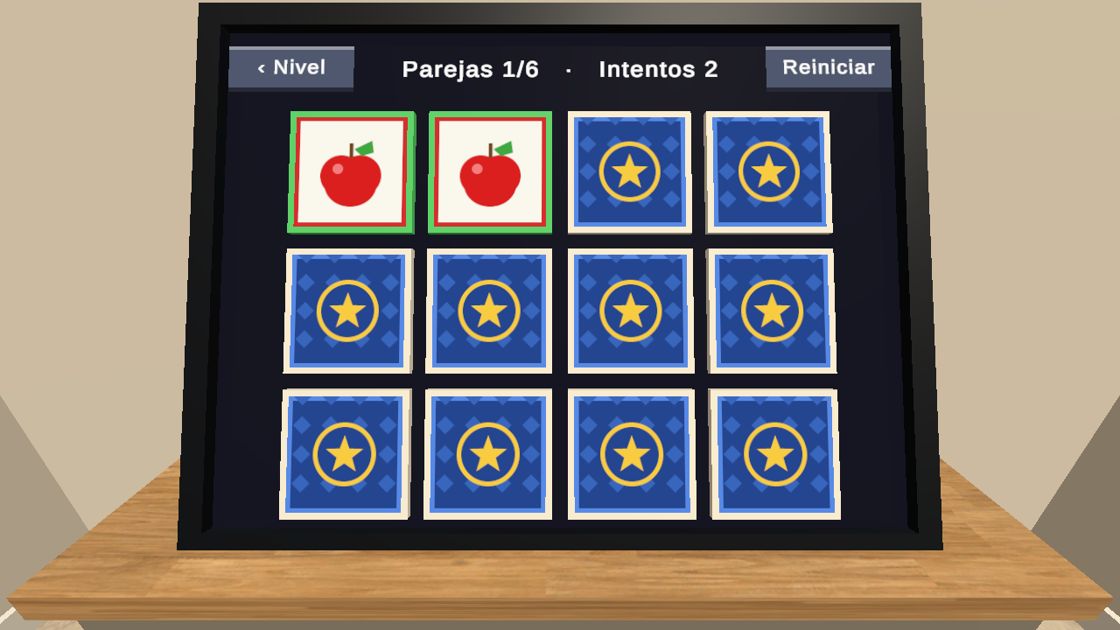 ‹ Nivel
Parejas 1/6 · Intentos 2
Reiniciar